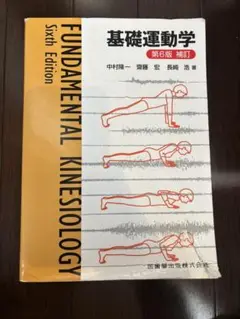 FUNDAMENTAL KINESIOLOGY
Sixth Edition
基礎運動学
第6版 補訂
中村隆一 齋藤 宏 長崎 浩 著
医歯薬出版株式会社